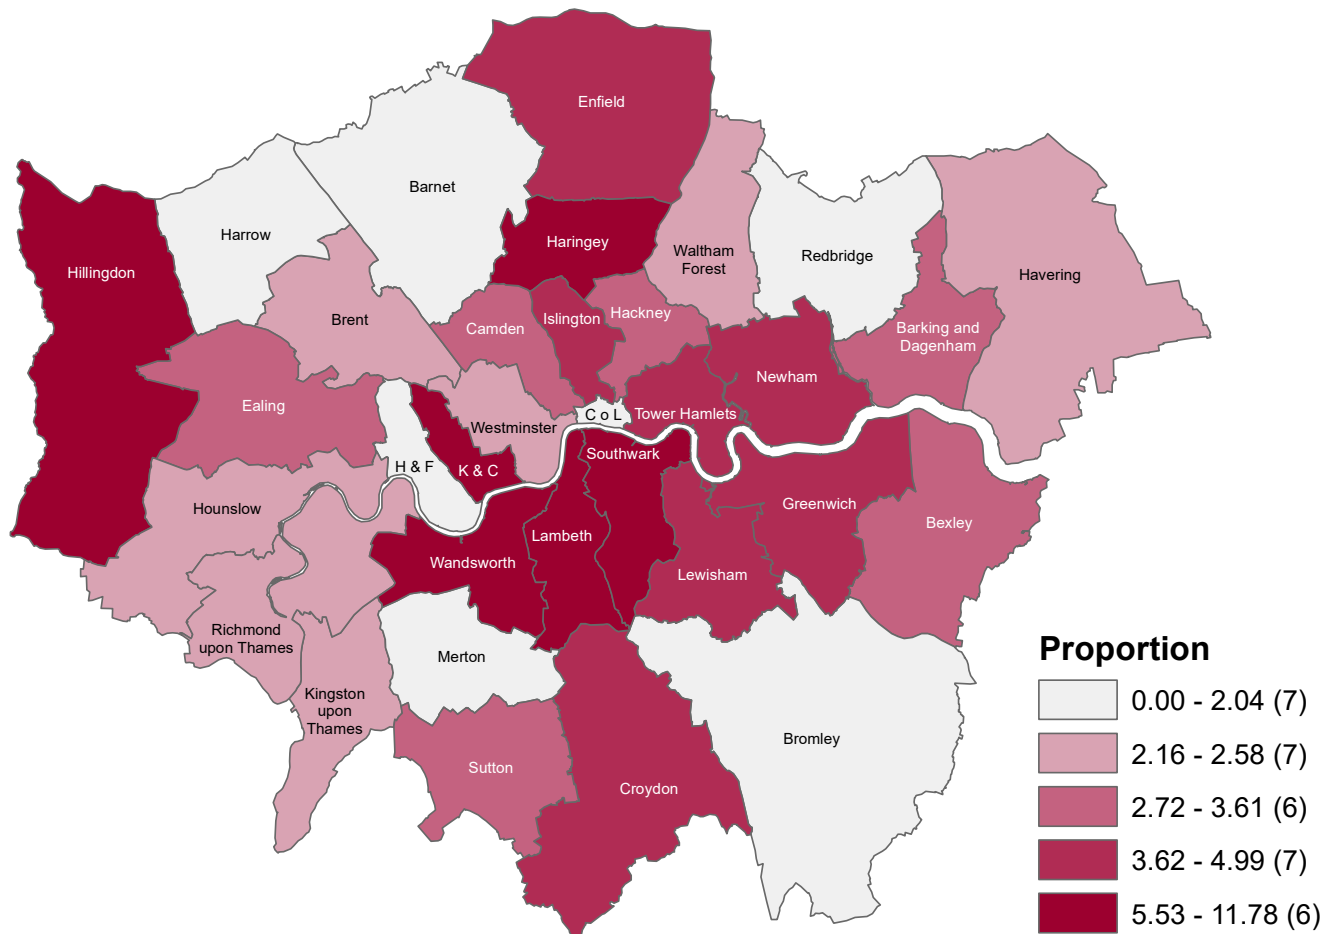 Enfield
Barnet
Harrow
Haringey
Hillingdon
Waltham
Forest
Redbridge
Havering
Brent
Camden
Islington
Hackney
Barking and
Dagenham
Newham
Ealing
Tower Hamlets
C o L
Westminster
Southwark
H & F
K & C
Hounslow
Greenwich
Bexley
Lambeth
Wandsworth
Lewisham
Richmond
upon Thames
Merton
Kingston
upon
Thames
Bromley
Sutton
Croydon
Proportion
0.00 - 2.04 (7)
2.16 - 2.58 (7)
2.72 - 3.61 (6)
3.62 - 4.99 (7)
5.53 - 11.78 (6)